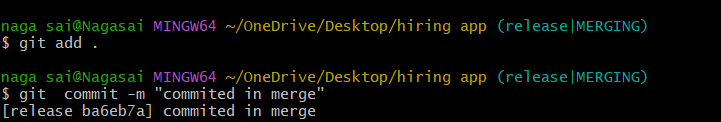 naga sai@Nagasai MINGW64 ~/OneDrive/Desktop/hiring app (release|MERGING)
$ git add .
naga sai@Nagasai MINGW64 ~/OneDrive/Desktop/hiring app (release|MERGING)
$ git  commit -m "commited in merge"
[release ba6eb7a] commited in merge